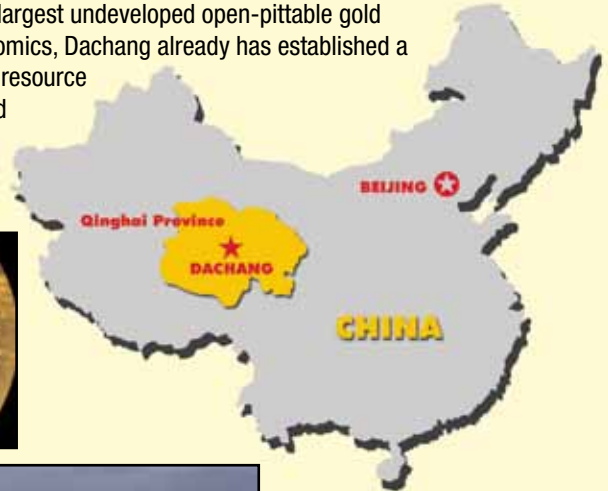 largest undeveloped open-pittable gold
omics, Dachang already has established a
resource
BEIJING
Qinghai Province
DACHANG
CHINA